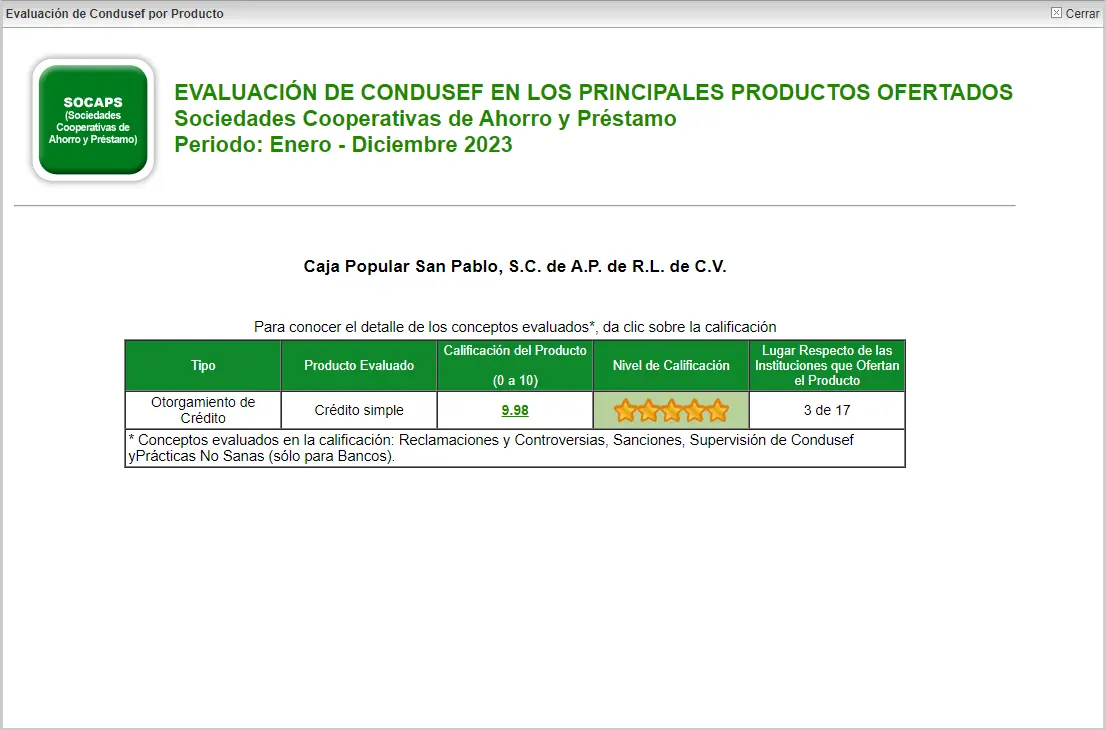 Evaluación de Condusef por Producto
Cerrar
SOCAPS
(Sociedades
Cooperativas de
Ahorro y Préstamo)
EVALUACIÓN DE CONDUSEF EN LOS PRINCIPALES PRODUCTOS OFERTADOS
Sociedades Cooperativas de Ahorro y Préstamo
Periodo: Enero - Diciembre 2023
Caja Popular San Pablo, S.C. de A.P. de R.L. de C.V.
Para conocer el detalle de los conceptos evaluados*, da clic sobre la calificación
Tipo
Producto Evaluado
Calificación del Producto
(0 a 10)
Nivel de Calificación
Lugar Respecto de las
Instituciones que Ofertan
el Producto
Otorgamiento de
Crédito
Crédito simple
9.98
3 de 17
* Conceptos evaluados en la calificación: Reclamaciones y Controversias, Sanciones, Supervisión de Condusef
yPrácticas No Sanas (sólo para Bancos).